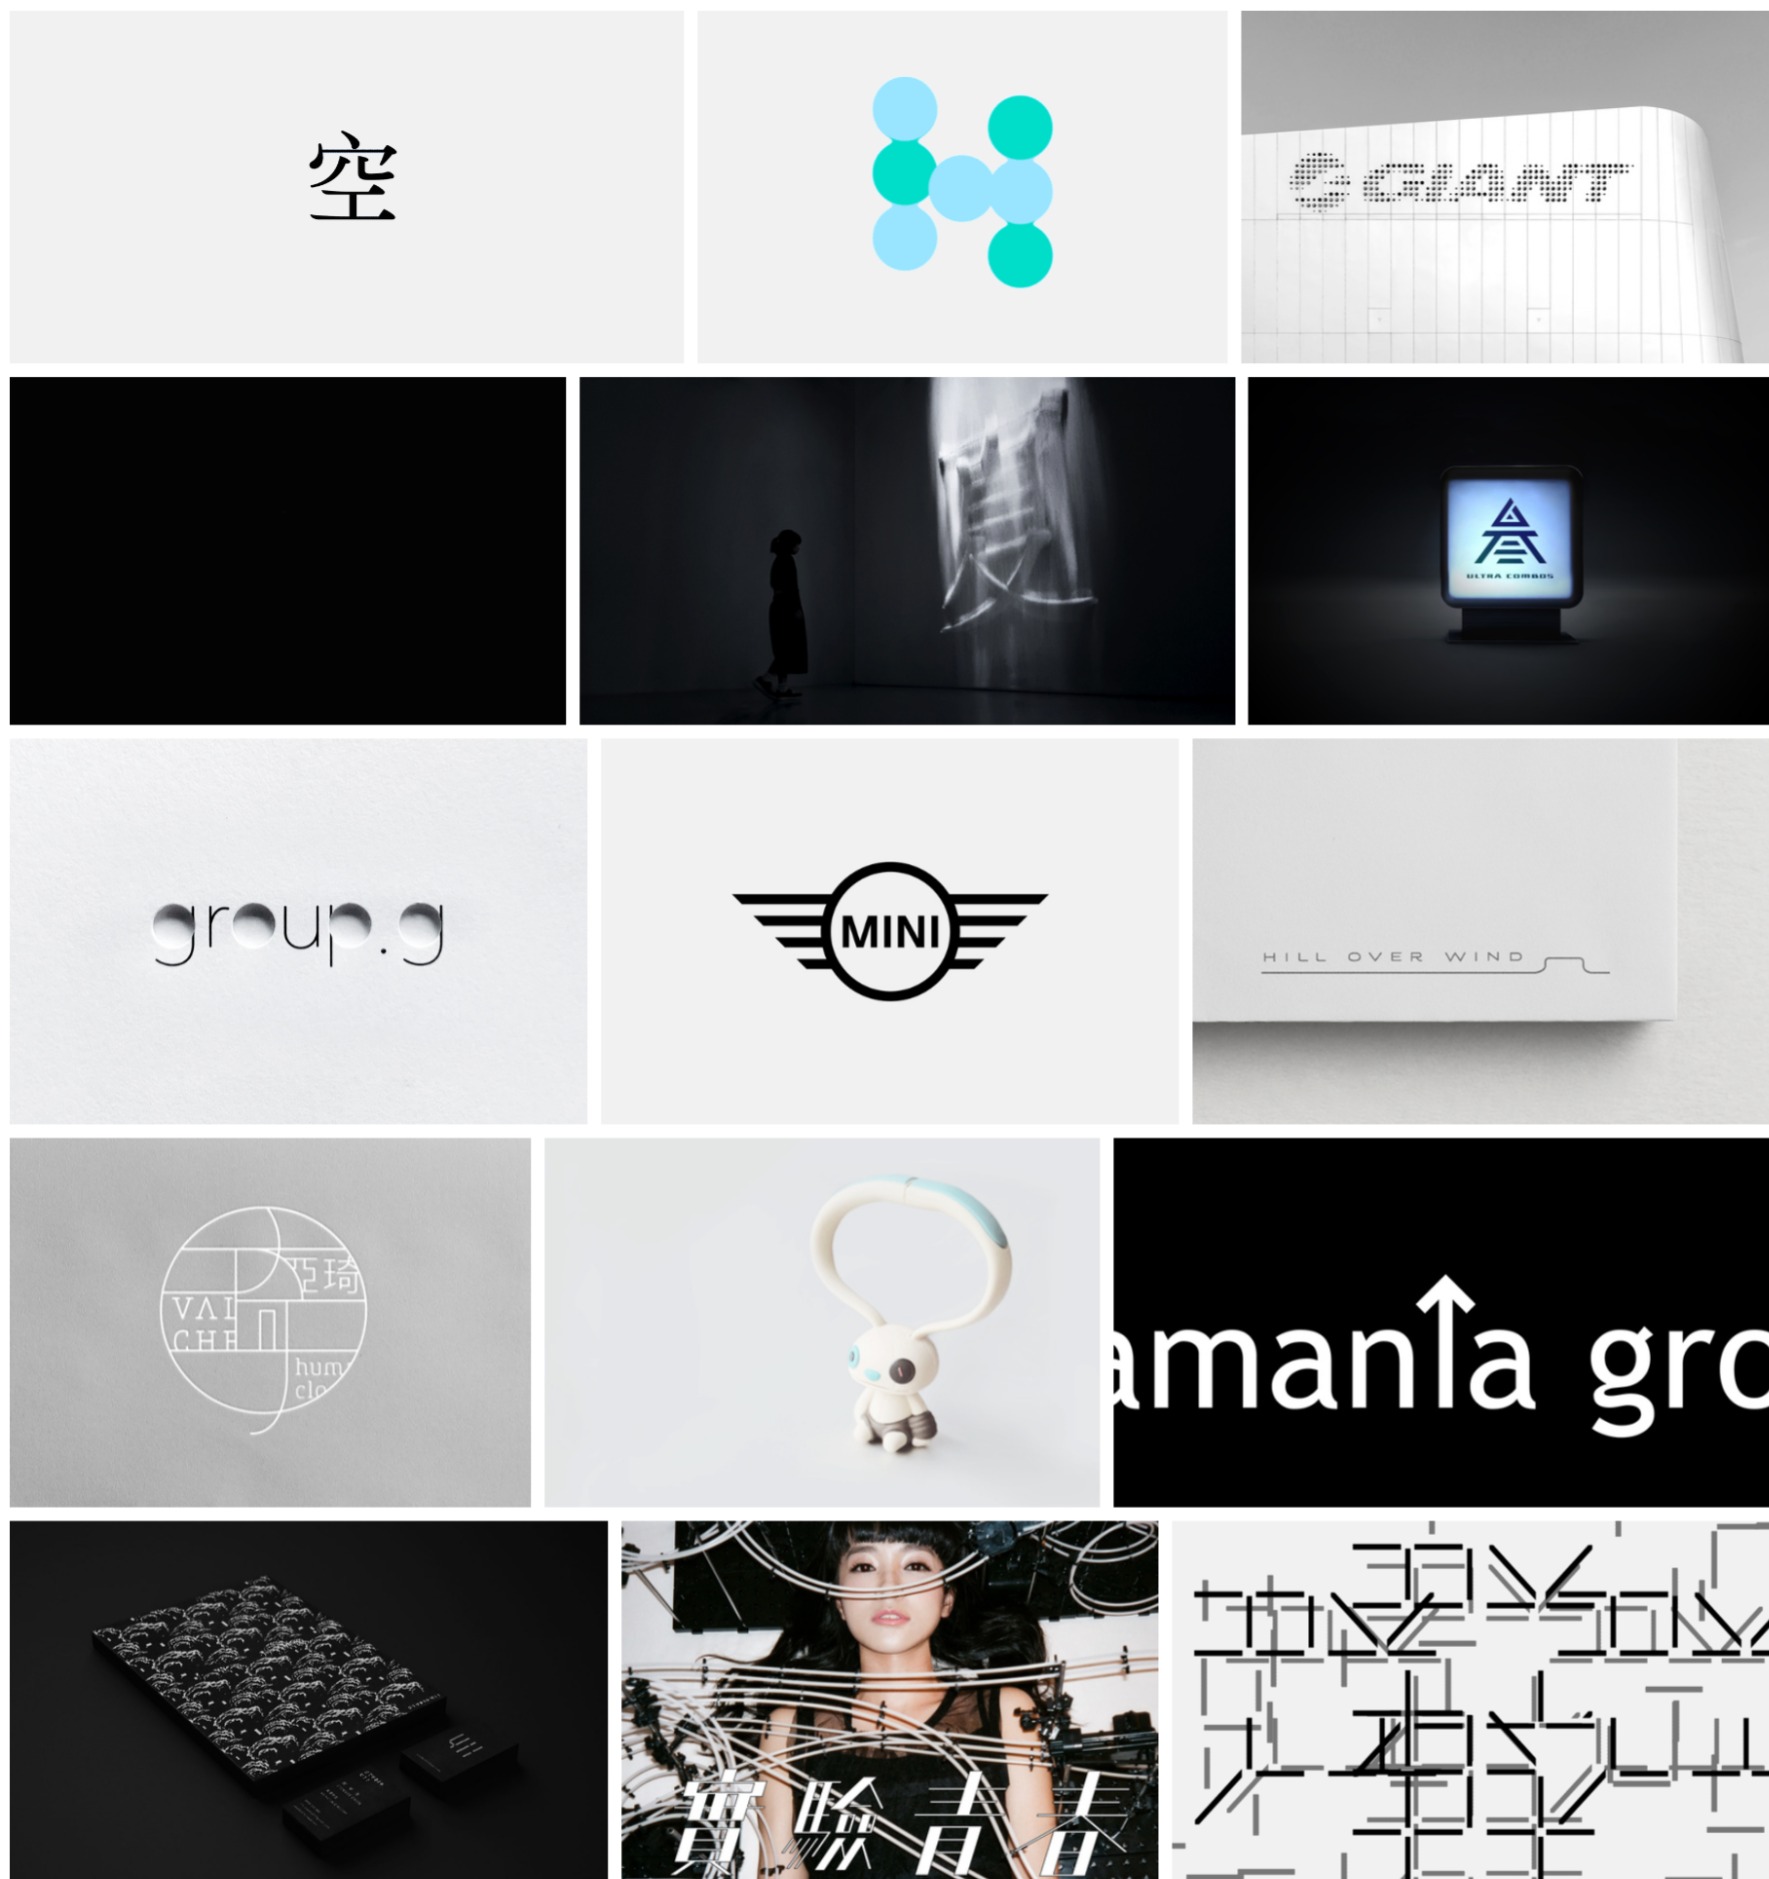 空
GIANT
ULTRA COMBOS
group.g
MINI
HILL OVER WIND
亞琦
VAI
CHE
hum
clo
amania gro
實驗青春